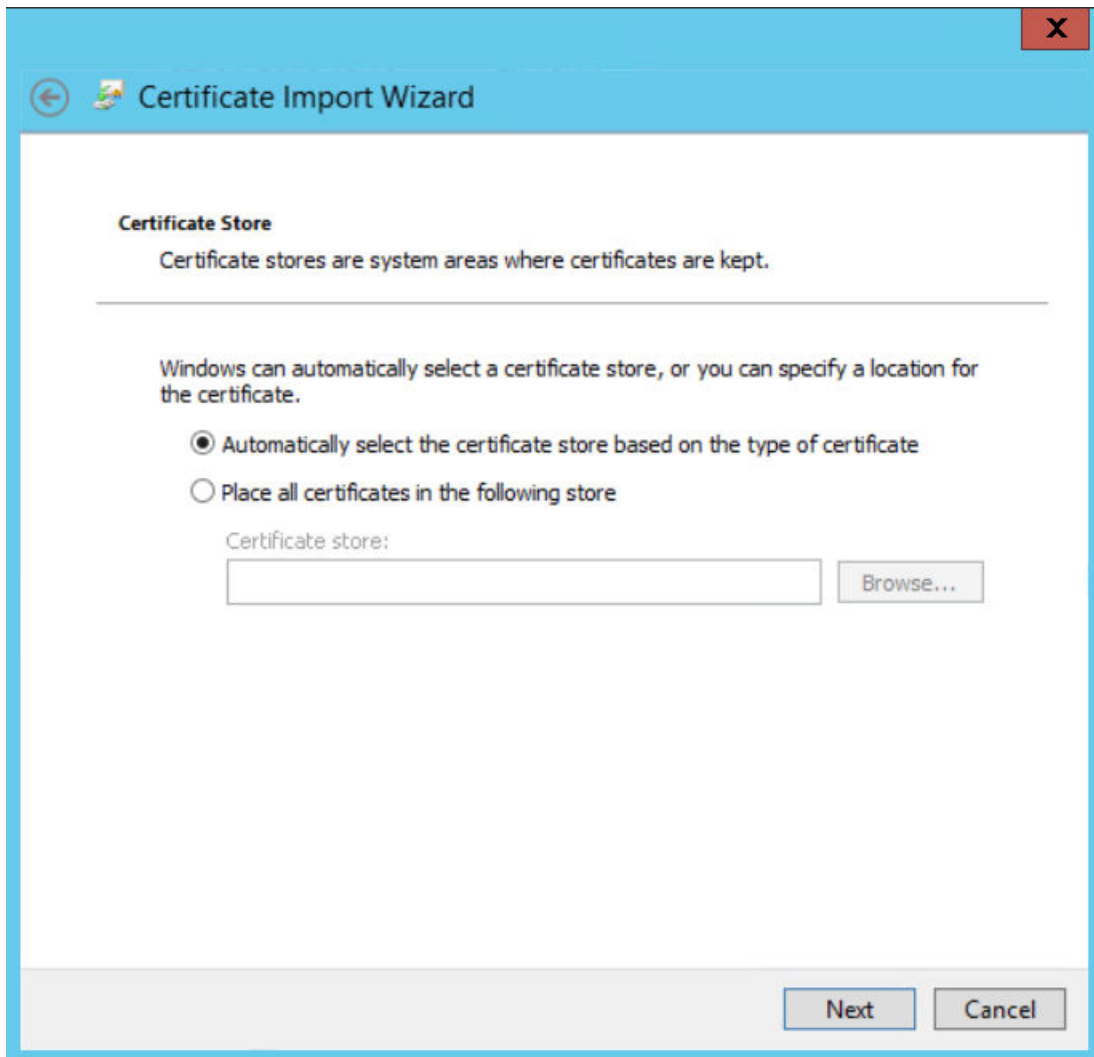 X
Certificate Import Wizard
Certificate Store
Certificate stores are system areas where certificates are kept.
Windows can automatically select a certificate store, or you can specify a location for
the certificate.
Automatically select the certificate store based on the type of certificate
Place all certificates in the following store
Certificate store:
Browse...
Next
Cancel